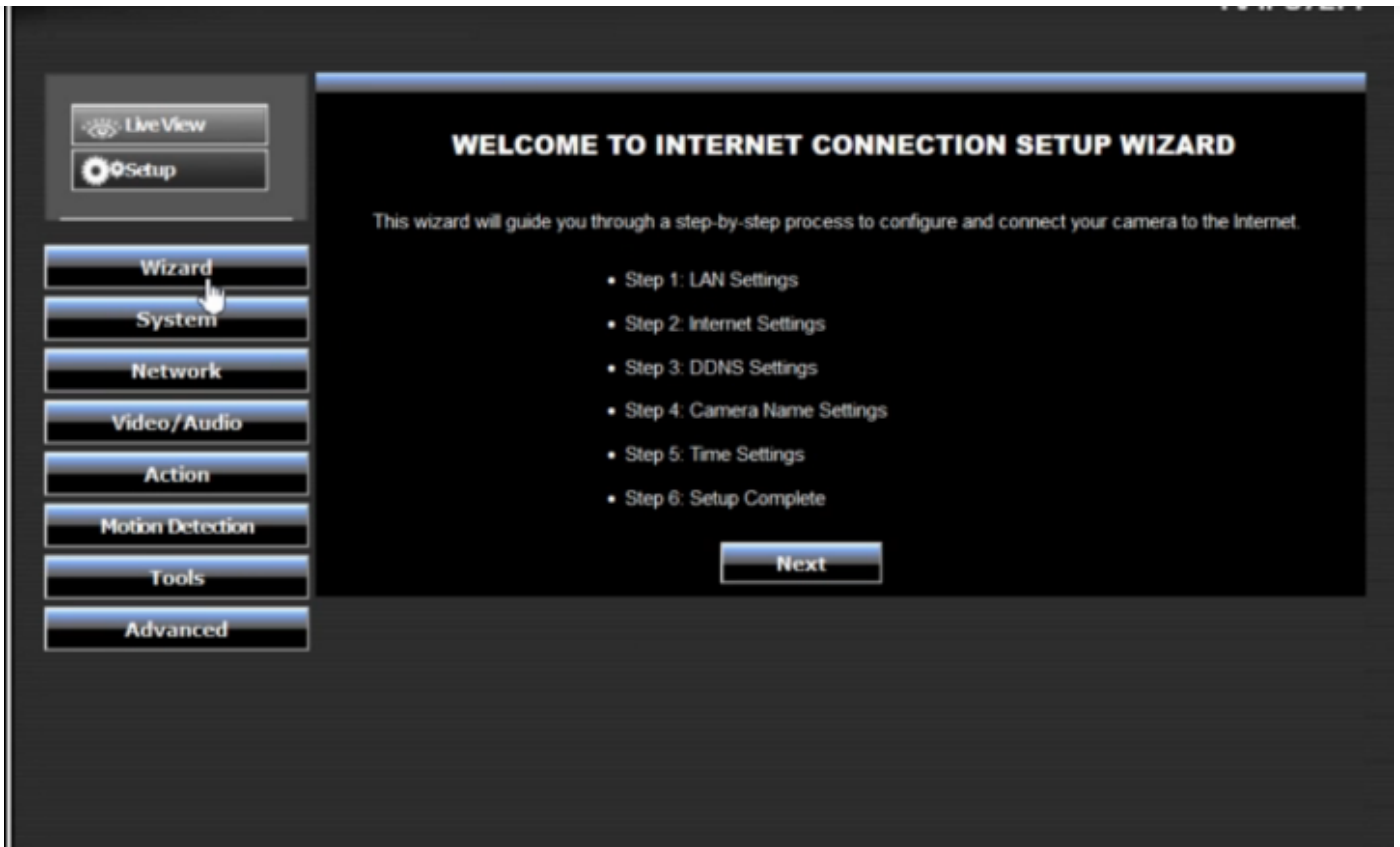 Live View
Setup
Wizard
System
Network
Video/Audio
Action
Motion Detection
Tools
Advanced
WELCOME TO INTERNET CONNECTION SETUP WIZARD
This wizard will guide you through a step-by-step process to configure and connect your camera to the Internet.
• Step 1: LAN Settings
• Step 2: Internet Settings
• Step 3: DDNS Settings
• Step 4: Camera Name Settings
• Step 5: Time Settings
• Step 6: Setup Complete
Next